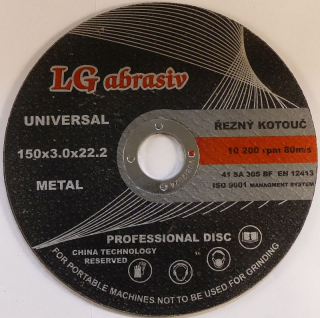 LG abrasiv
UNIVERSAL
150x3.0x22.2
METAL
ŘEZNÝ KOTOUČ
10 200 rpm 80m/s
41 SA 30S BF EN 12413
ISO 9001 MANAGMENT SYSTEM
PROFESSIONAL DISC
CHINA TECHNOLOGY
RESERVED
FOR PORTABLE MACHINES NOT TO BE USED FOR GRINDING